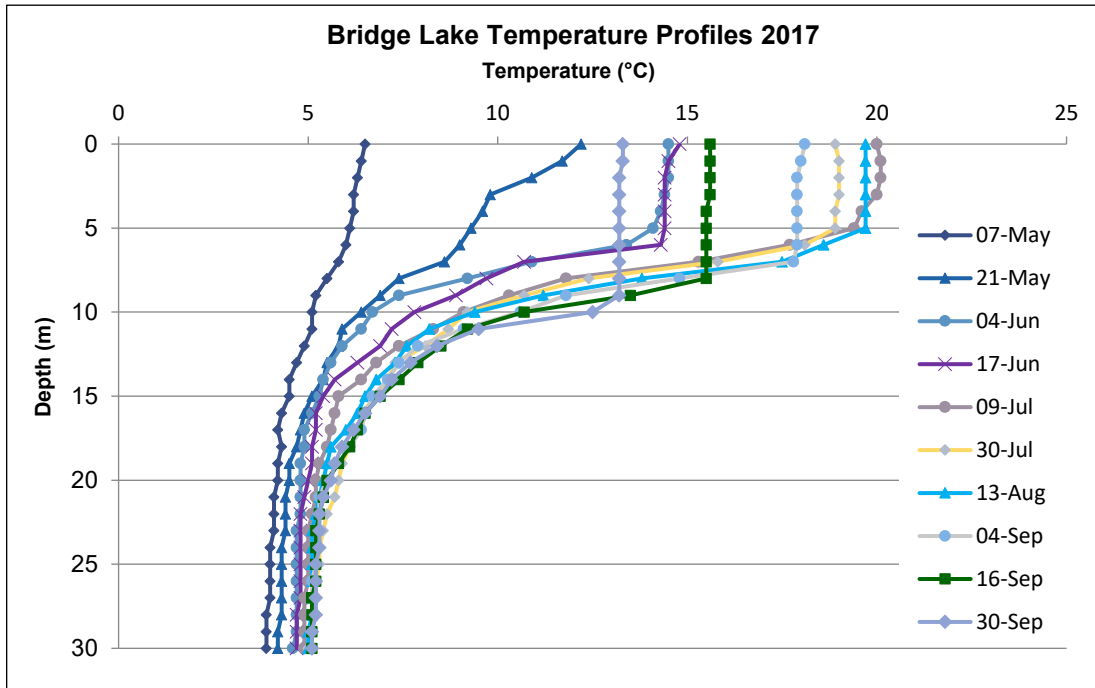 Bridge Lake Temperature Profiles 2017
Temperature (°C)
0 5 10 15 20 25
0
5
10
15
20
25
30
Depth (m)
07-May
21-May
04-Jun
17-Jun
09-Jul
30-Jul
13-Aug
04-Sep
16-Sep
30-Sep